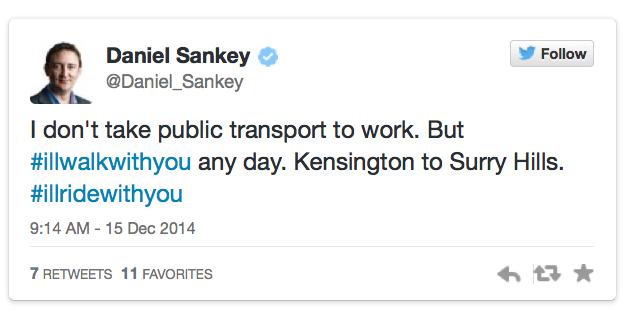 Daniel Sankey
Follow
@Daniel_Sankey
I don't take public transport to work. But
#illwalkwithyou any day. Kensington to Surry Hills.
#illridewithyou
9:14 AM - 15 Dec 2014
7 RETWEETS 11 FAVORITES